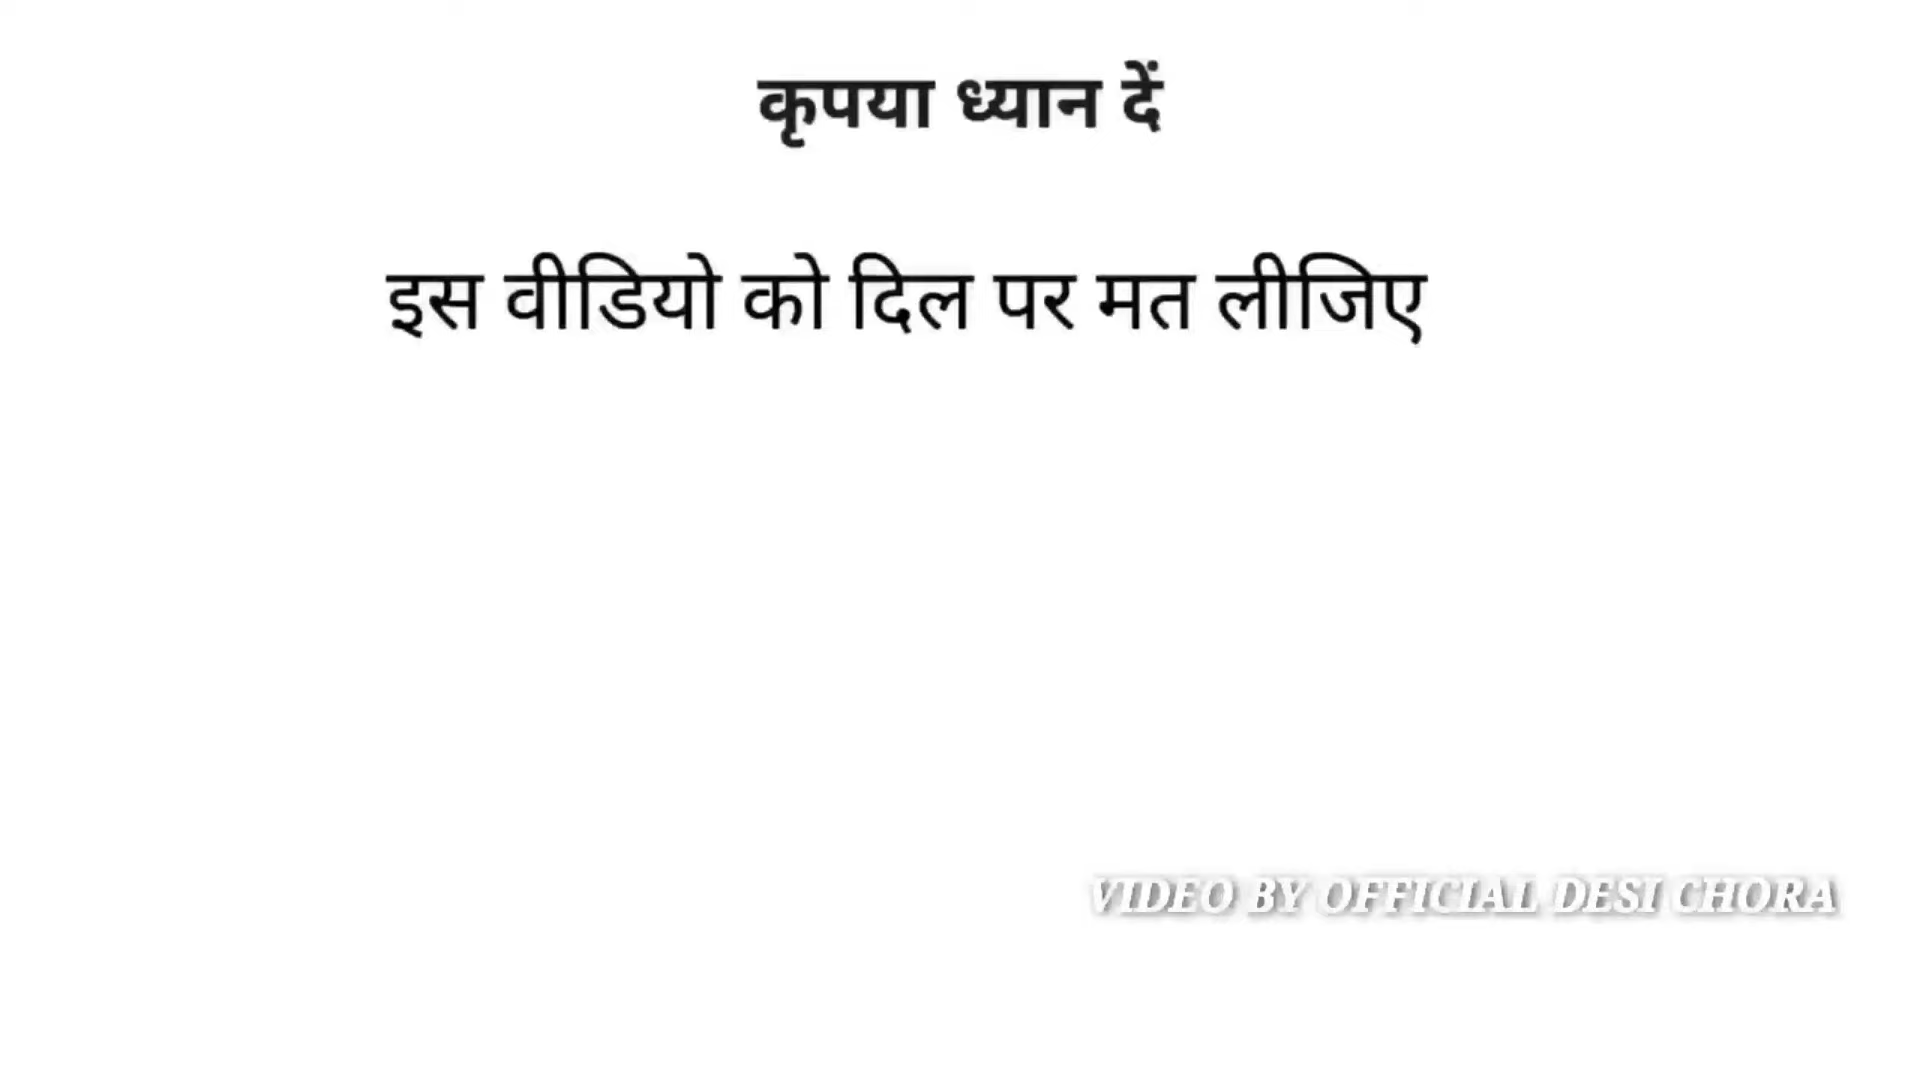 कृपया ध्यान दें
इस वीडियो को दिल पर मत लीजिए
VIDEO BY OFFICIAL DESI CHORA